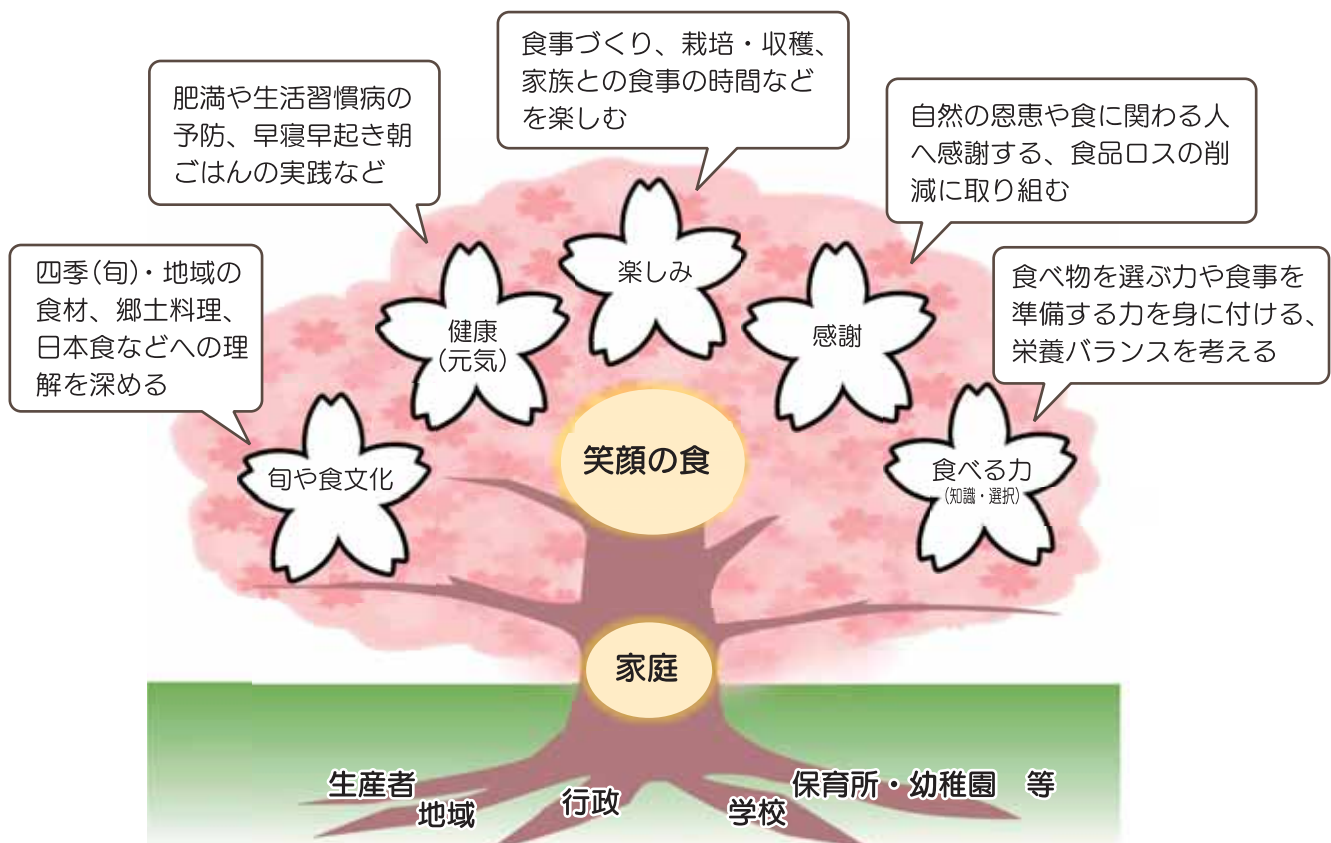 食事づくり、栽培・収穫、
家族との食事の時間など
を楽しむ
肥満や生活習慣病の
予防、早寝早起き朝
ごはんの実践など
自然の恩恵や食に関わる人
へ感謝する、食品ロスの削
減に取り組む
四季(旬)・地域の
食材、郷土料理、
日本食などへの理
解を深める
食べ物を選ぶ力や食事を
準備する力を身に付ける、
栄養バランスを考える
楽しみ
健康
(元気)
感謝
旬や食文化
食べる力
(知識・選択)
笑顔の食
家庭
生産者
地域
行政
学校
保育所・幼稚園　等